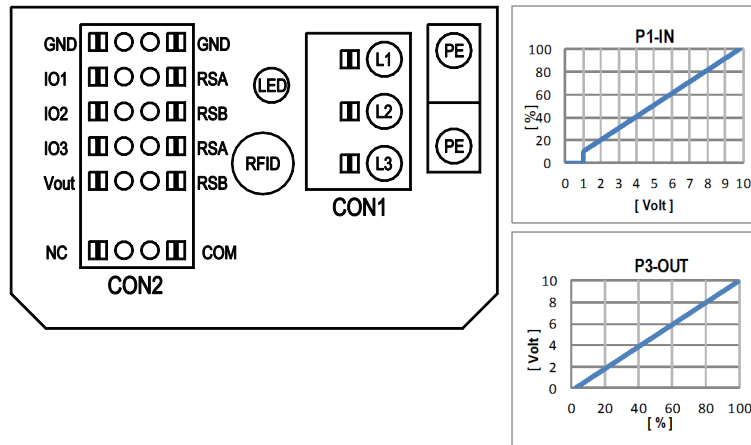 GND GND
IO1 RSA
IO2 RSB
IO3 RSA
Vout RSB
NC COM
CON2
LED
RFID
L1
L2
L3
CON1
PE
PE
P1-IN
[ %]
100
80
60
40
20
0
0 1 2 3 4 5 6 7 8 9 10
[ Volt ]
P3-OUT
[ Volt ]
10
8
6
4
2
0
0 20 40 60 80 100
[ % ]